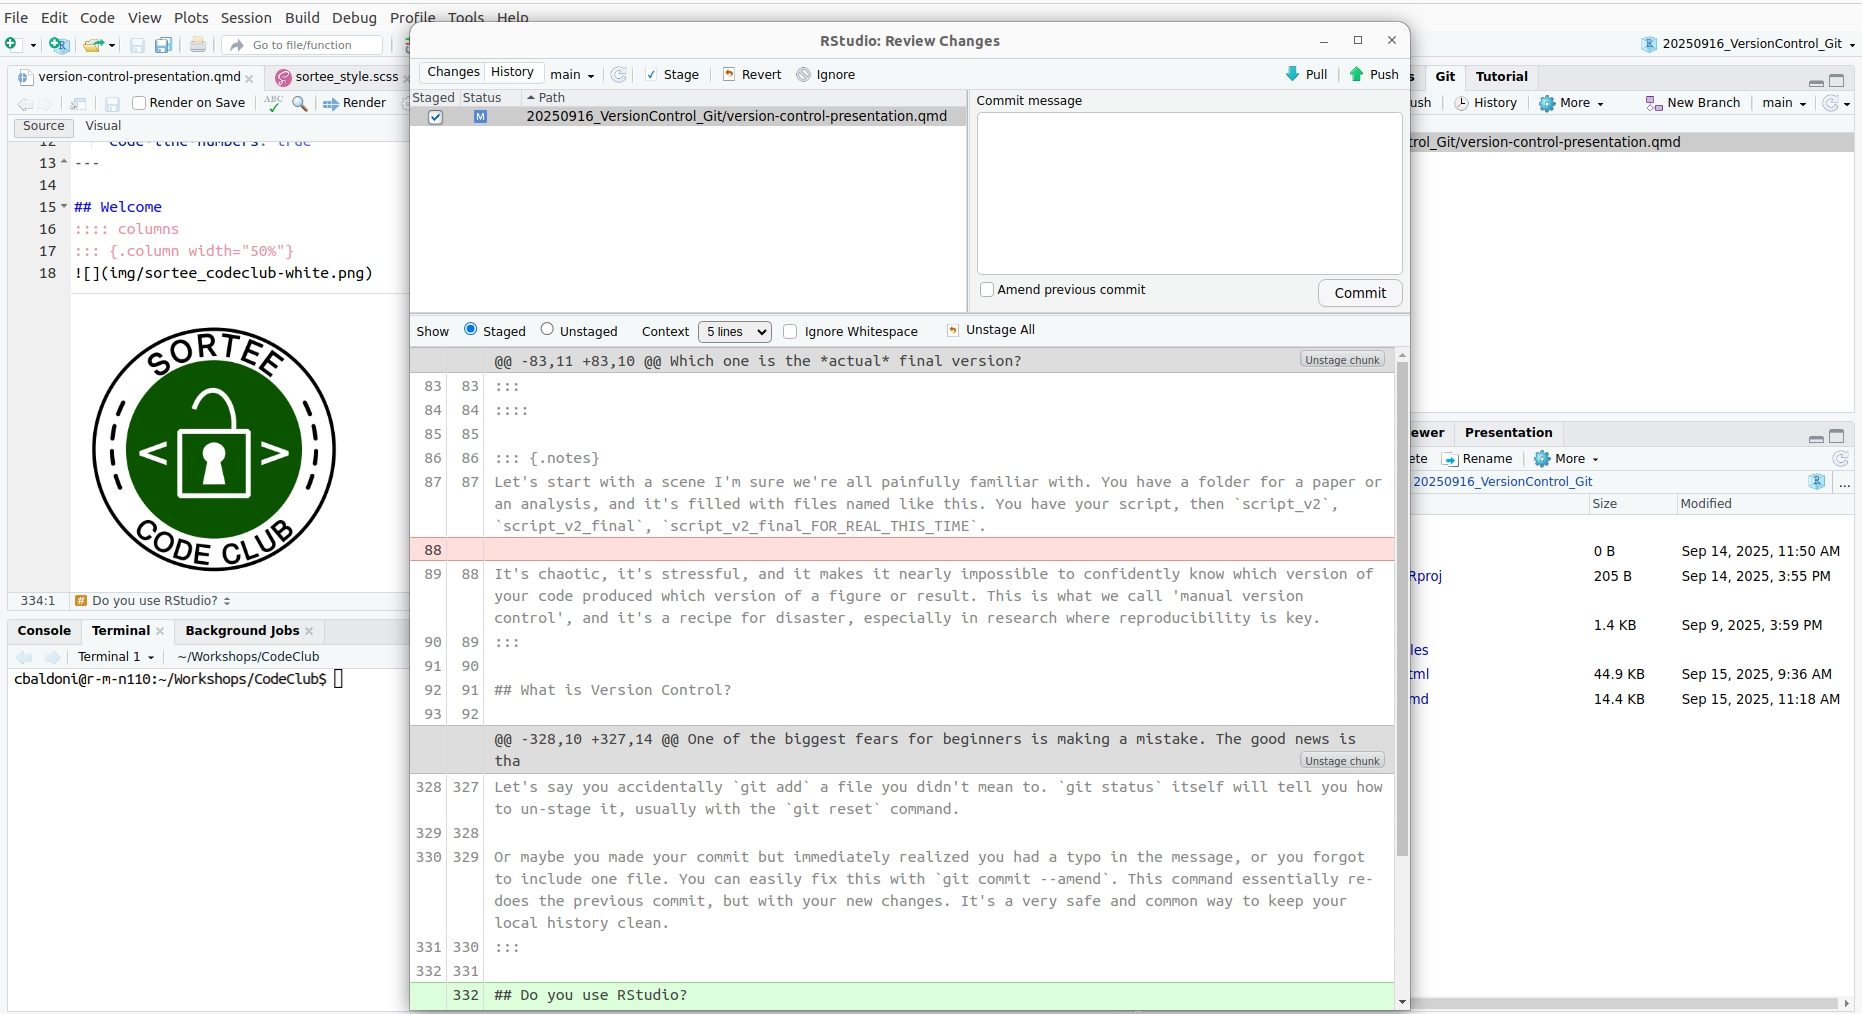 File Edit Code View Plots Session Build Debug Profile Tools Help
Go to file/function
20250916_VersionControl_Git
version-control-presentation.qmd
sortee_style.scss
Render on Save
ABC
Render
Source Visual
12 code-line-numbers: true
13 ---
14
15 ## Welcome
16 :::: columns
17 ::: {.column width="50%"}
18 ![](img/sortee_codeclub-white.png)
SORTEE
< >
CODE CLUB
334:1 # Do you use RStudio?
Console Terminal Background Jobs
Terminal 1 ~/Workshops/CodeClub
cbaldoni@r-m-n110:~/Workshops/CodeClub$
RStudio: Review Changes
Changes History main Stage Revert Ignore Pull Push
Staged Status Path
M 20250916_VersionControl_Git/version-control-presentation.qmd
Commit message
Amend previous commit
Commit
Show Staged Unstaged Context 5 lines Ignore Whitespace Unstage All
@@ -83,11 +83,10 @@ Which one is the *actual* final version? Unstage chunk
83 83 :::
84 84 ::::
85 85
86 86 ::: {.notes}
87 87 Let's start with a scene I'm sure we're all painfully familiar with. You have a folder for a paper or
an analysis, and it's filled with files named like this. You have your script, then `script_v2`,
`script_v2_final`, `script_v2_final_FOR_REAL_THIS_TIME`.
88
89 88 It's chaotic, it's stressful, and it makes it nearly impossible to confidently know which version of
your code produced which version of a figure or result. This is what we call 'manual version
control', and it's a recipe for disaster, especially in research where reproducibility is key.
90 89 :::
91 90
92 91 ## What is Version Control?
93 92
@@ -328,10 +327,14 @@ One of the biggest fears for beginners is making a mistake. The good news is
tha Unstage chunk
328 327 Let's say you accidentally `git add` a file you didn't mean to. `git status` itself will tell you how
to un-stage it, usually with the `git reset` command.
329 328
330 329 Or maybe you made your commit but immediately realized you had a typo in the message, or you forgot
to include one file. You can easily fix this with `git commit --amend`. This command essentially re-
does the previous commit, but with your new changes. It's a very safe and common way to keep your
local history clean.
331 330 :::
332 331
332 ## Do you use RStudio?
s Git Tutorial
ush History More New Branch main
rol_Git/version-control-presentation.qmd
ewer Presentation
ete Rename More
20250916_VersionControl_Git ...
Size Modified
0 B Sep 14, 2025, 11:50 AM
Rproj 205 B Sep 14, 2025, 3:55 PM
1.4 KB Sep 9, 2025, 3:59 PM
les
tml 44.9 KB Sep 15, 2025, 9:36 AM
md 14.4 KB Sep 15, 2025, 11:18 AM